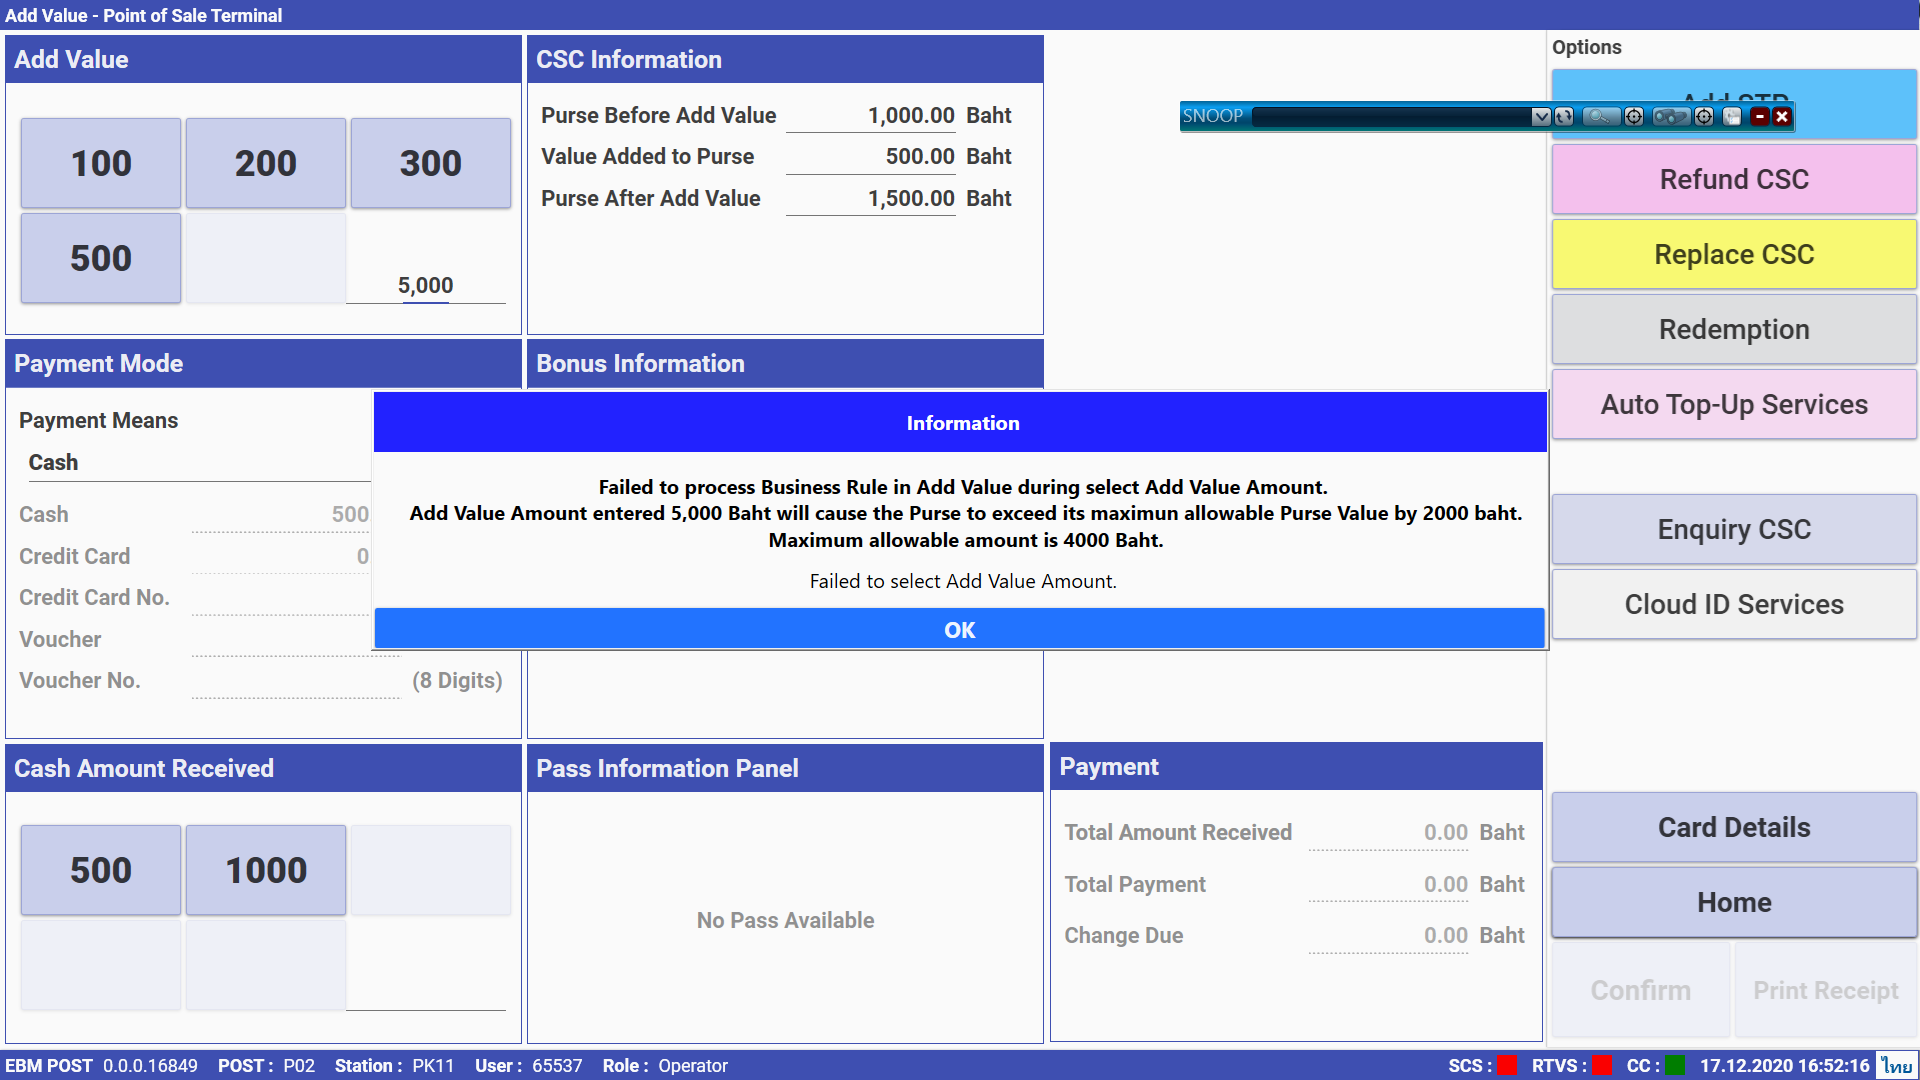 Add Value - Point of Sale Terminal
Add Value
100
200
300
500
5,000
CSC Information
Purse Before Add Value 1,000.00 Baht
Value Added to Purse 500.00 Baht
Purse After Add Value 1,500.00 Baht
SNOOP
Options
Refund CSC
Replace CSC
Redemption
Auto Top-Up Services
Enquiry CSC
Cloud ID Services
Card Details
Home
Confirm
Print Receipt
Payment Mode
Payment Means
Cash
Cash 500
Credit Card 0
Credit Card No.
Voucher
Voucher No. (8 Digits)
Bonus Information
Information
Failed to process Business Rule in Add Value during select Add Value Amount.
Add Value Amount entered 5,000 Baht will cause the Purse to exceed its maximun allowable Purse Value by 2000 baht.
Maximum allowable amount is 4000 Baht.
Failed to select Add Value Amount.
OK
Cash Amount Received
500
1000
Pass Information Panel
No Pass Available
Payment
Total Amount Received 0.00 Baht
Total Payment 0.00 Baht
Change Due 0.00 Baht
EBM POST 0.0.0.16849 POST : P02 Station : PK11 User : 65537 Role : Operator SCS : RTVS : CC : 17.12.2020 16:52:16 ไทย